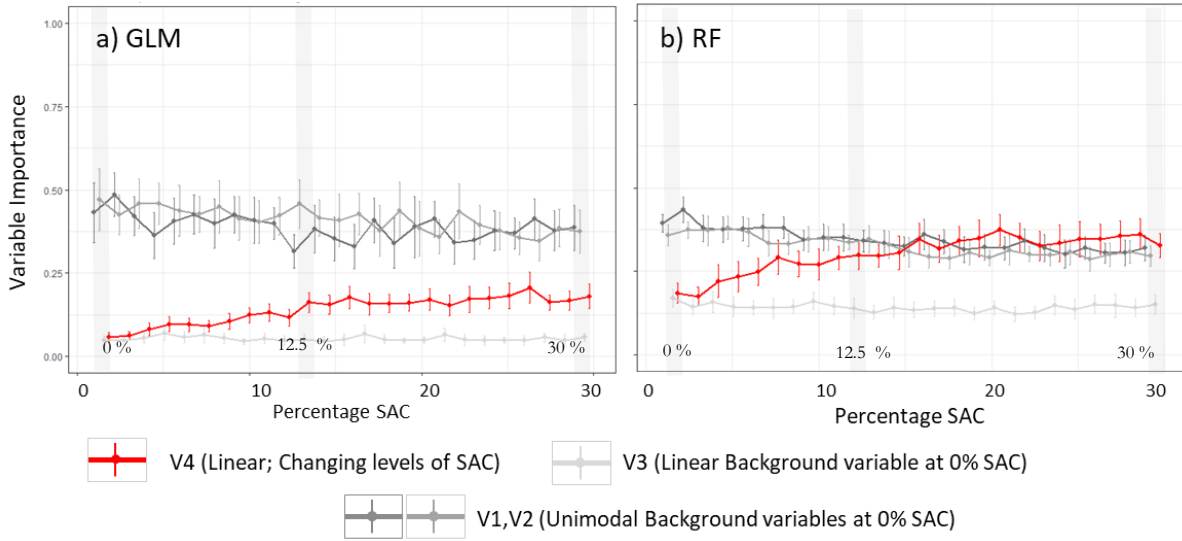 a) GLM
b) RF
Variable Importance
1.00
0.75
0.50
0.25
0.00
0 %
12.5 %
30 %
0 %
12.5 %
30 %
0 10 20 30
0 10 20 30
Percentage SAC
Percentage SAC
V4 (Linear; Changing levels of SAC)
V3 (Linear Background variable at 0% SAC)
V1,V2 (Unimodal Background variables at 0% SAC)